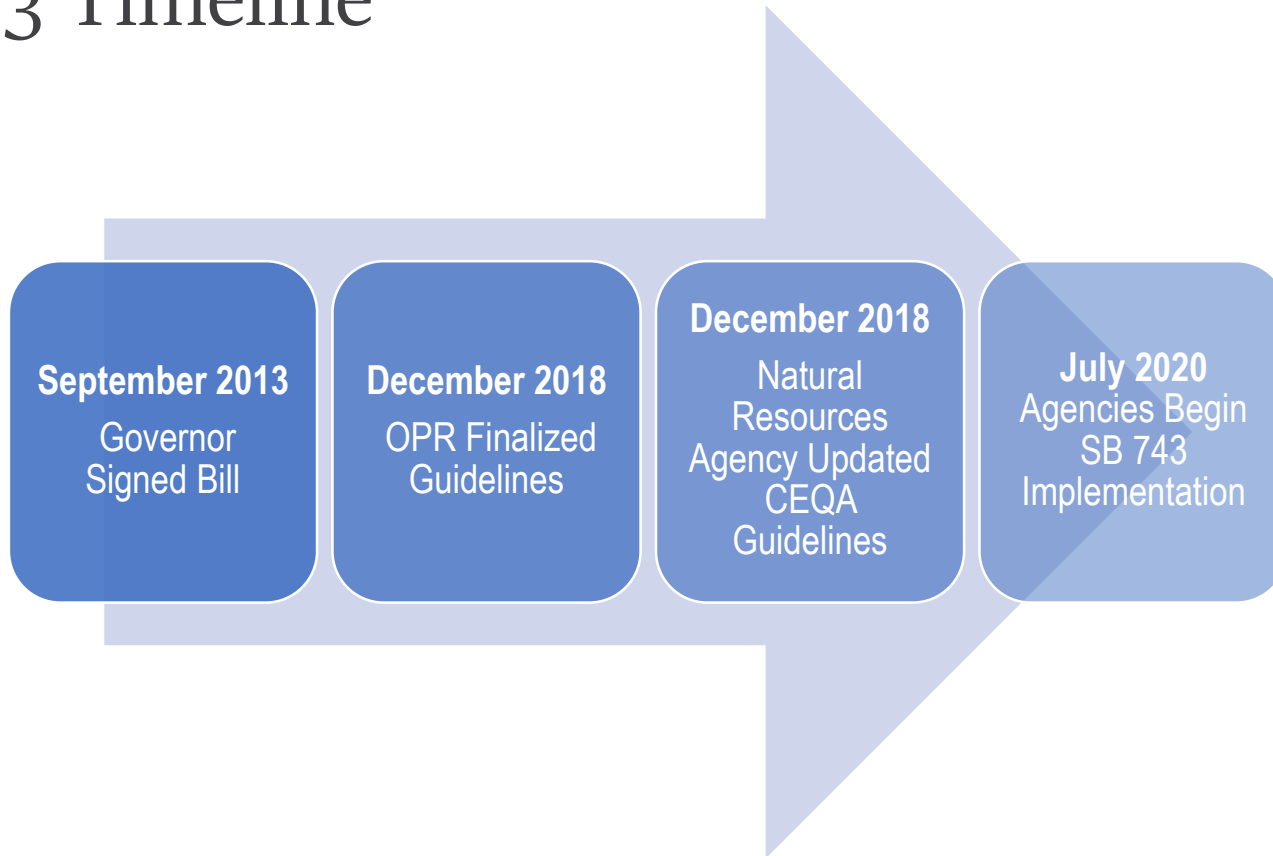 3 Timeline
September 2013
Governor
Signed Bill
December 2018
OPR Finalized
Guidelines
December 2018
Natural
Resources
Agency Updated
CEQA
Guidelines
July 2020
Agencies Begin
SB 743
Implementation